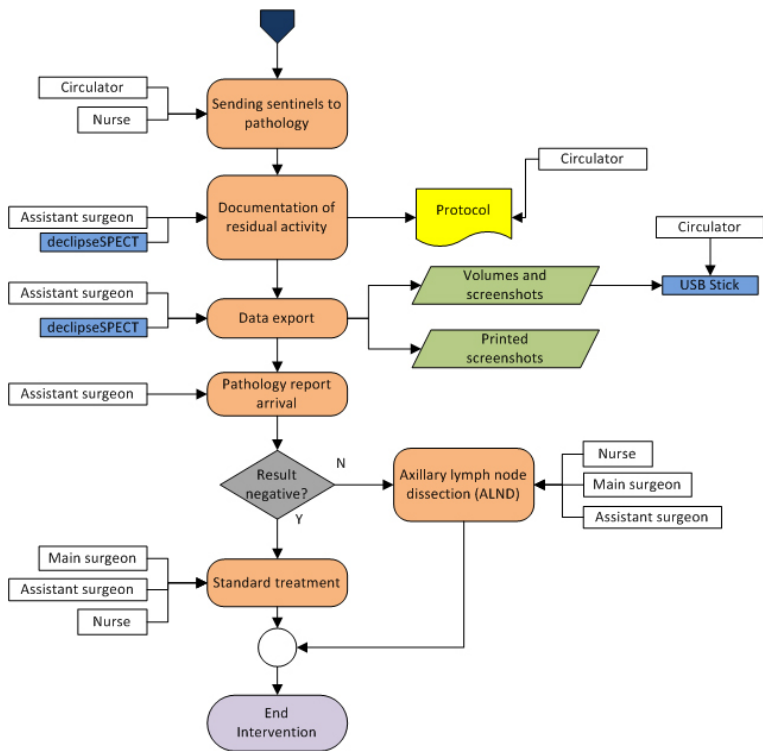 Circulator
Nurse
Sending sentinels to
pathology
Assistant surgeon
declipseSPECT
Documentation of
residual activity
Protocol
Circulator
Assistant surgeon
declipseSPECT
Data export
Volumes and
screenshots
Circulator
USB Stick
Printed
screenshots
Assistant surgeon
Pathology report
arrival
Result
negative?
N
Y
Axillary lymph node
dissection (ALND)
Nurse
Main surgeon
Assistant surgeon
Main surgeon
Assistant surgeon
Nurse
Standard treatment
End
Intervention